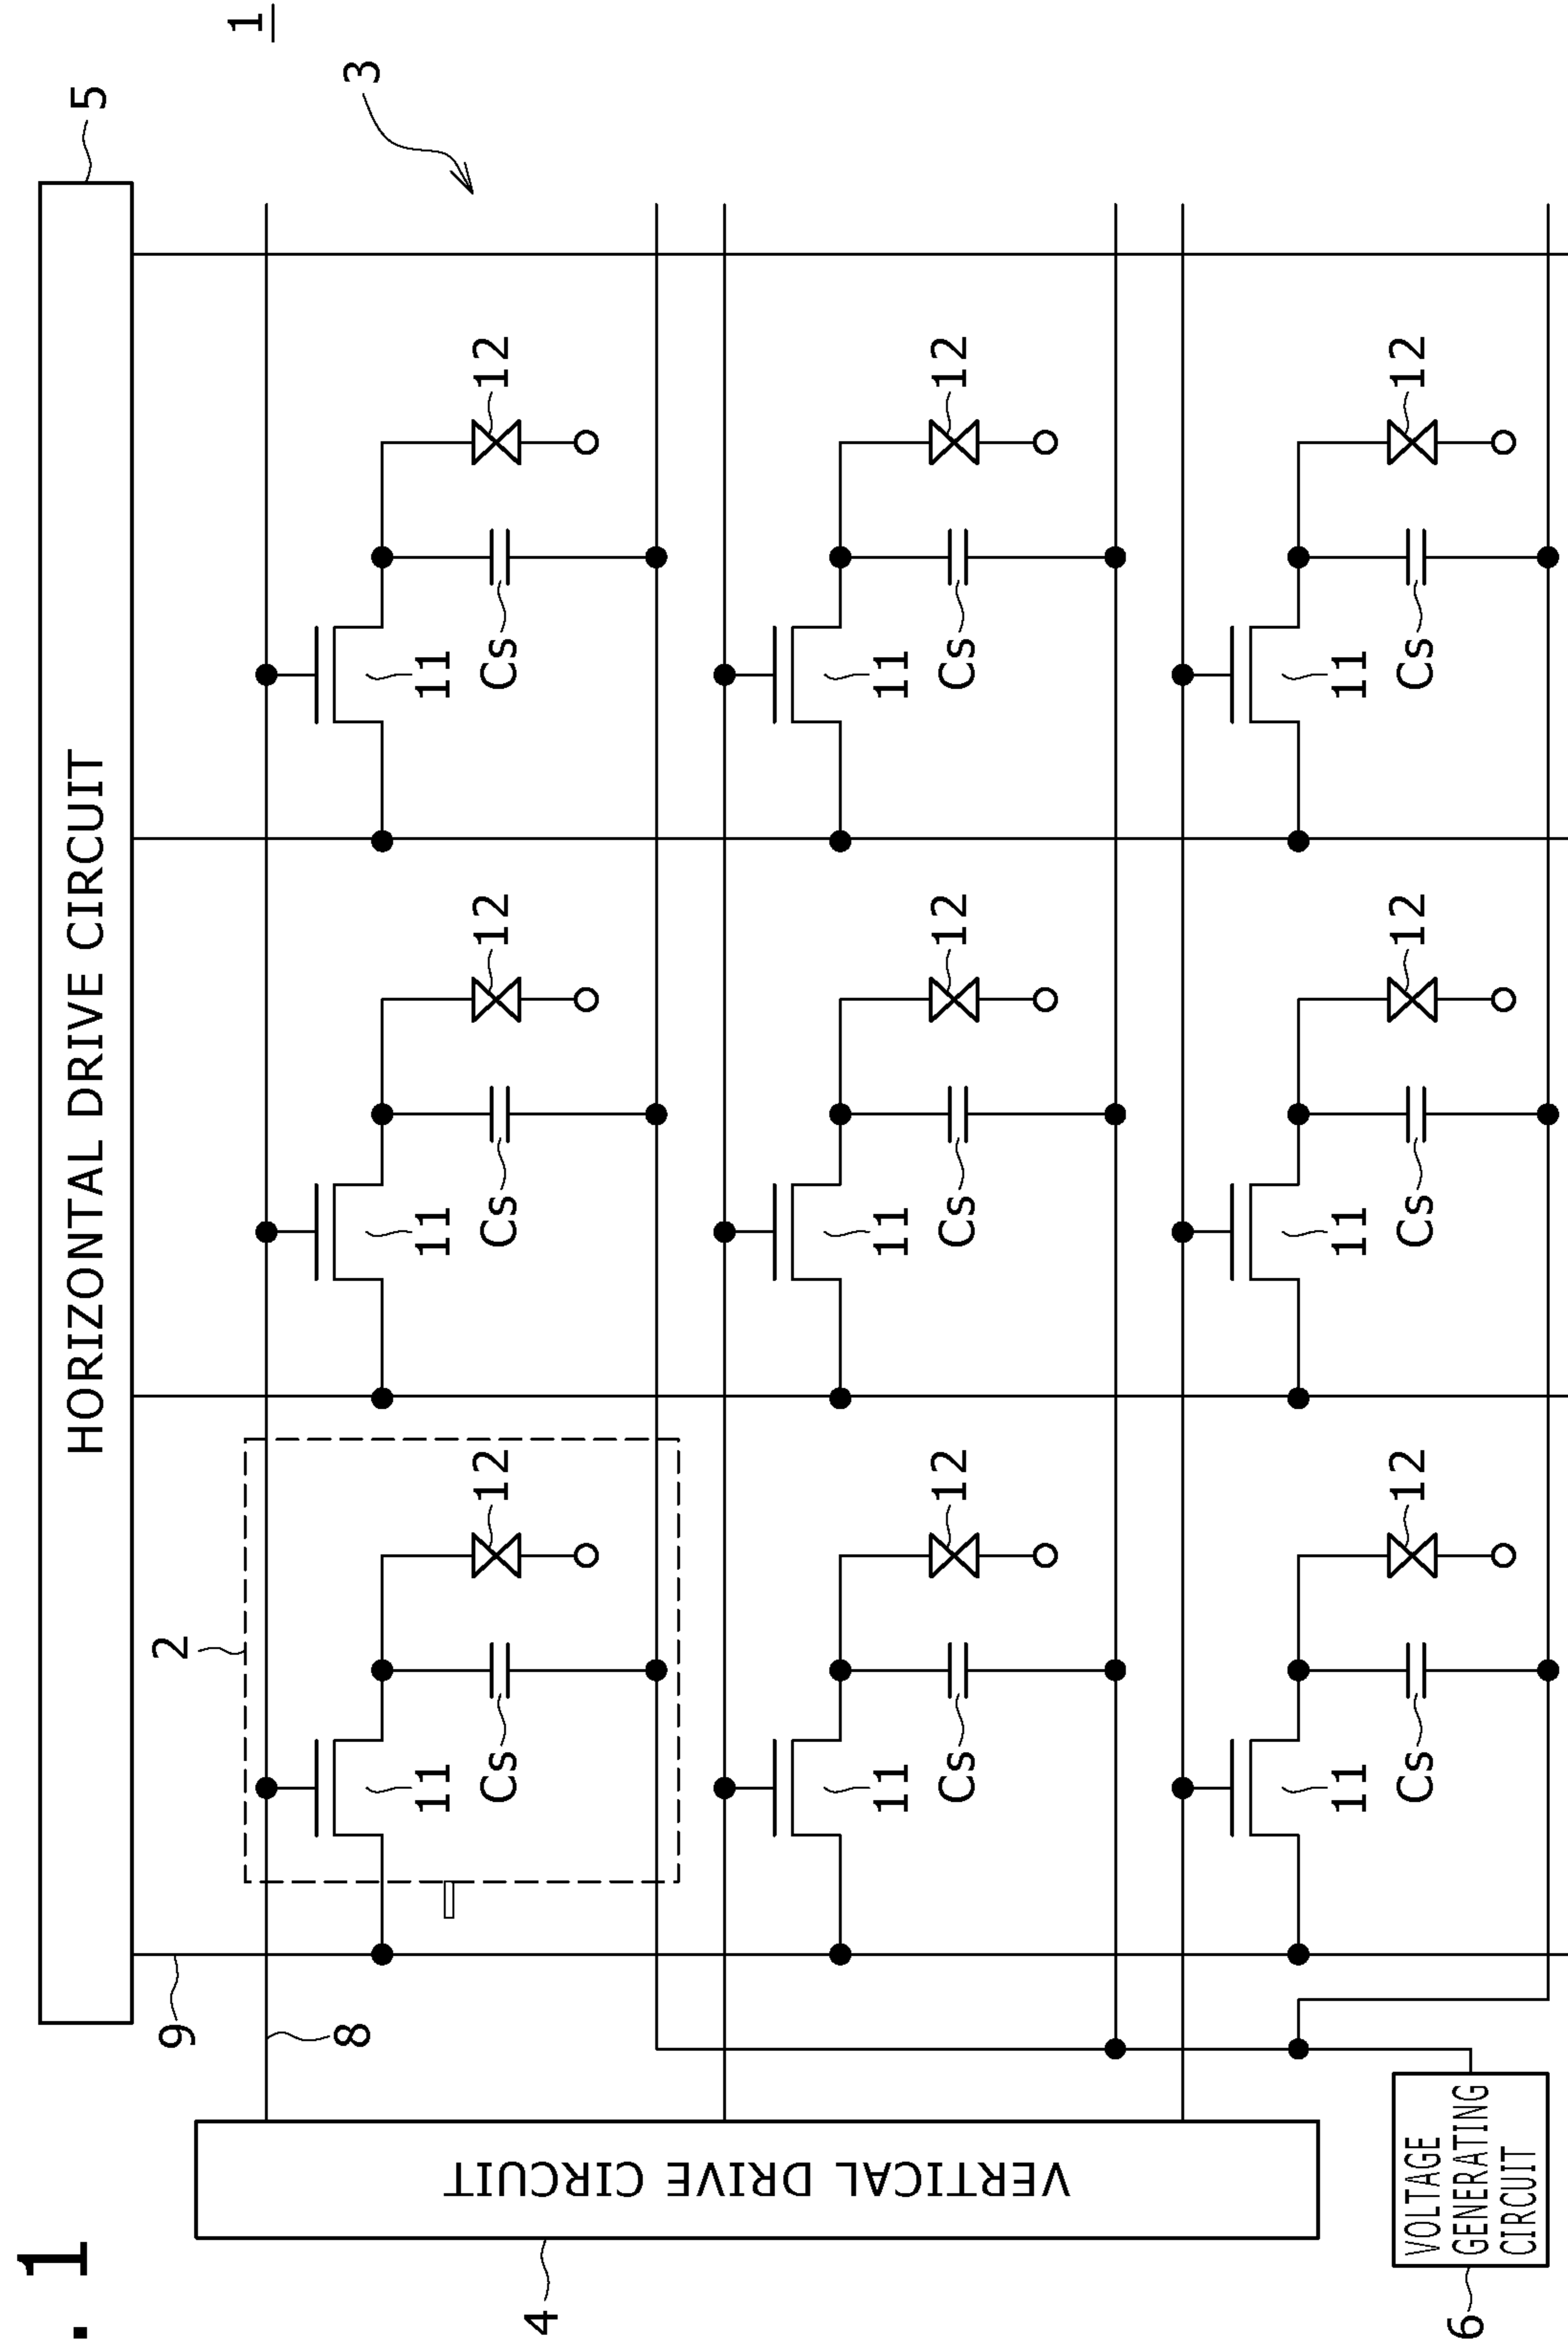 . 1
1
HORIZONTAL DRIVE CIRCUIT
5
3
9
2
8
11
Cs
12
11
Cs
12
11
Cs
12
4
VERTICAL DRIVE CIRCUIT
11
Cs
12
11
Cs
12
11
Cs
12
11
Cs
12
11
Cs
12
11
Cs
12
6
VOLTAGE
GENERATING
CIRCUIT